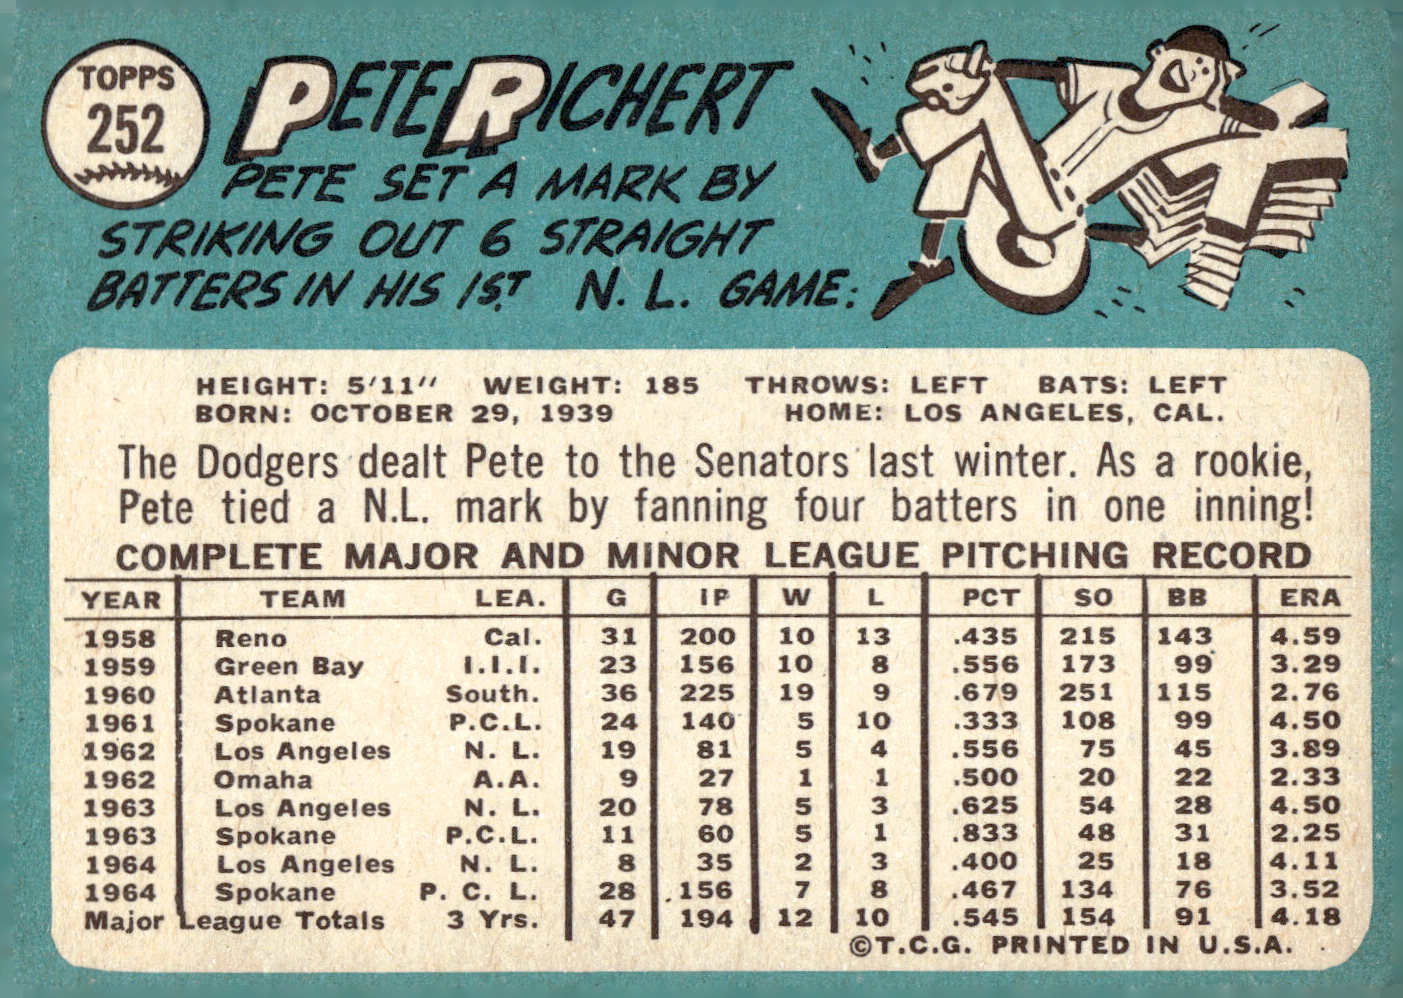 TOPPS
252
PETE RICHERT
PETE SET A MARK BY
STRIKING OUT 6 STRAIGHT
BATTERS IN HIS 1ST N. L. GAME:
HEIGHT: 5'11" WEIGHT: 185 THROWS: LEFT BATS: LEFT
BORN: OCTOBER 29, 1939 HOME: LOS ANGELES, CAL.
The Dodgers dealt Pete to the Senators last winter. As a rookie,
Pete tied a N.L. mark by fanning four batters in one inning!
COMPLETE MAJOR AND MINOR LEAGUE PITCHING RECORD
YEAR TEAM LEA. G IP W L PCT SO BB ERA
1958 Reno Cal. 31 200 10 13 .435 215 143 4.59
1959 Green Bay I.I.I. 23 156 10 8 .556 173 99 3.29
1960 Atlanta South. 36 225 19 9 .679 251 115 2.76
1961 Spokane P.C.L. 24 140 5 10 .333 108 99 4.50
1962 Los Angeles N. L. 19 81 5 4 .556 75 45 3.89
1962 Omaha A.A. 9 27 1 1 .500 20 22 2.33
1963 Los Angeles N. L. 20 78 5 3 .625 54 28 4.50
1963 Spokane P.C.L. 11 60 5 1 .833 48 31 2.25
1964 Los Angeles N. L. 8 35 2 3 .400 25 18 4.11
1964 Spokane P. C. L. 28 156 7 8 .467 134 76 3.52
Major League Totals 3 Yrs. 47 194 12 10 .545 154 91 4.18
©T.C.G. PRINTED IN U.S.A.